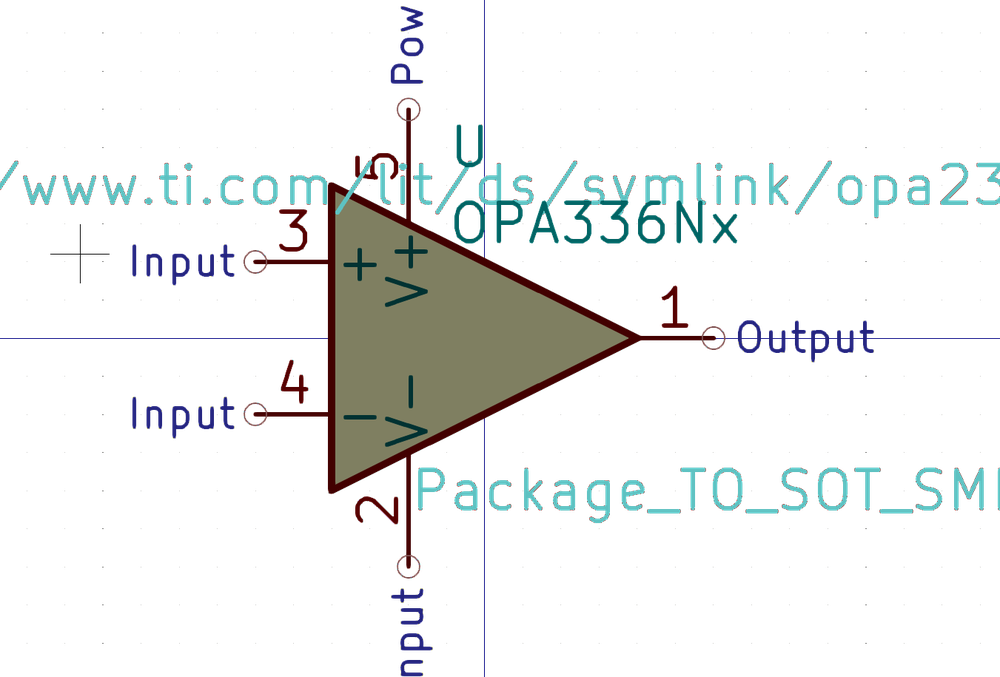 Pow
U
5
/www.ti.com/lit/ds/symlink/opa23
OPA336Nx
3
Input
+
V+
1
Output
4
Input
−
V−
Package_TO_SOT_SM
2
nput